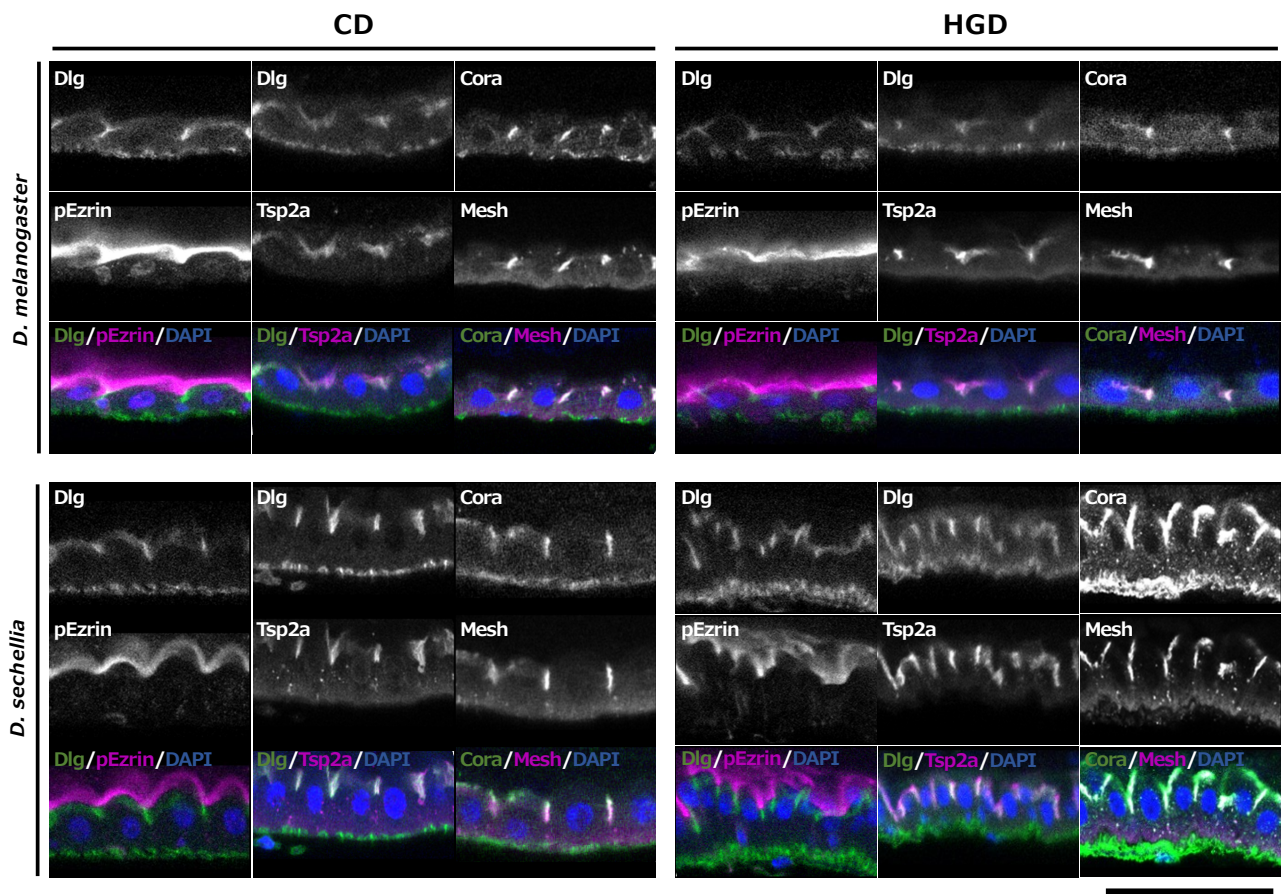 CD HGD
D. melanogaster
Dlg Dlg Cora Dlg Dlg Cora
pEzrin Tsp2a Mesh pEzrin Tsp2a Mesh
Dlg/pEzrin/DAPI Dlg/Tsp2a/DAPI Cora/Mesh/DAPI Dlg/pEzrin/DAPI Dlg/Tsp2a/DAPI Cora/Mesh/DAPI
D. sechellia
Dlg Dlg Cora Dlg Dlg Cora
pEzrin Tsp2a Mesh pEzrin Tsp2a Mesh
Dlg/pEzrin/DAPI Dlg/Tsp2a/DAPI Cora/Mesh/DAPI Dlg/pEzrin/DAPI Dlg/Tsp2a/DAPI Cora/Mesh/DAPI